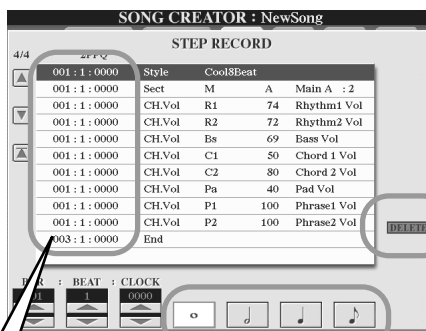 SONG CREATOR : NewSong
STEP RECORD
4/4 2PPQ
001 : 1 : 0000 Style Cool8Beat
001 : 1 : 0000 Sect M A Main A : 2
001 : 1 : 0000 CH.Vol R1 74 Rhythm1 Vol
001 : 1 : 0000 CH.Vol R2 72 Rhythm2 Vol
001 : 1 : 0000 CH.Vol Bs 69 Bass Vol
001 : 1 : 0000 CH.Vol C1 50 Chord 1 Vol
001 : 1 : 0000 CH.Vol C2 80 Chord 2 Vol
001 : 1 : 0000 CH.Vol Pa 40 Pad Vol
001 : 1 : 0000 CH.Vol P1 100 Phrase1 Vol
001 : 1 : 0000 CH.Vol P2 100 Phrase2 Vol
DELETE
003 : 1 : 0000 End
: BEAT : CLOCK
1 0000